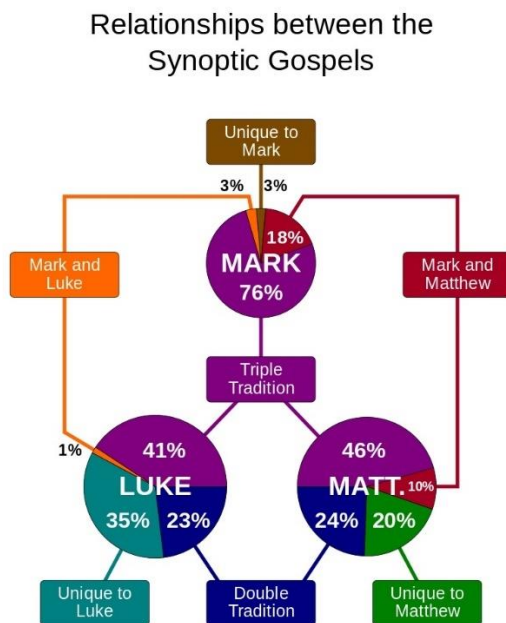 Relationships between the
Synoptic Gospels
Unique to
Mark
3%
3%
18%
MARK
76%
Mark and
Luke
Mark and
Matthew
Triple
Tradition
1%
41%
LUKE
35%
23%
46%
MATT.
10%
24%
20%
Unique to
Luke
Double
Tradition
Unique to
Matthew